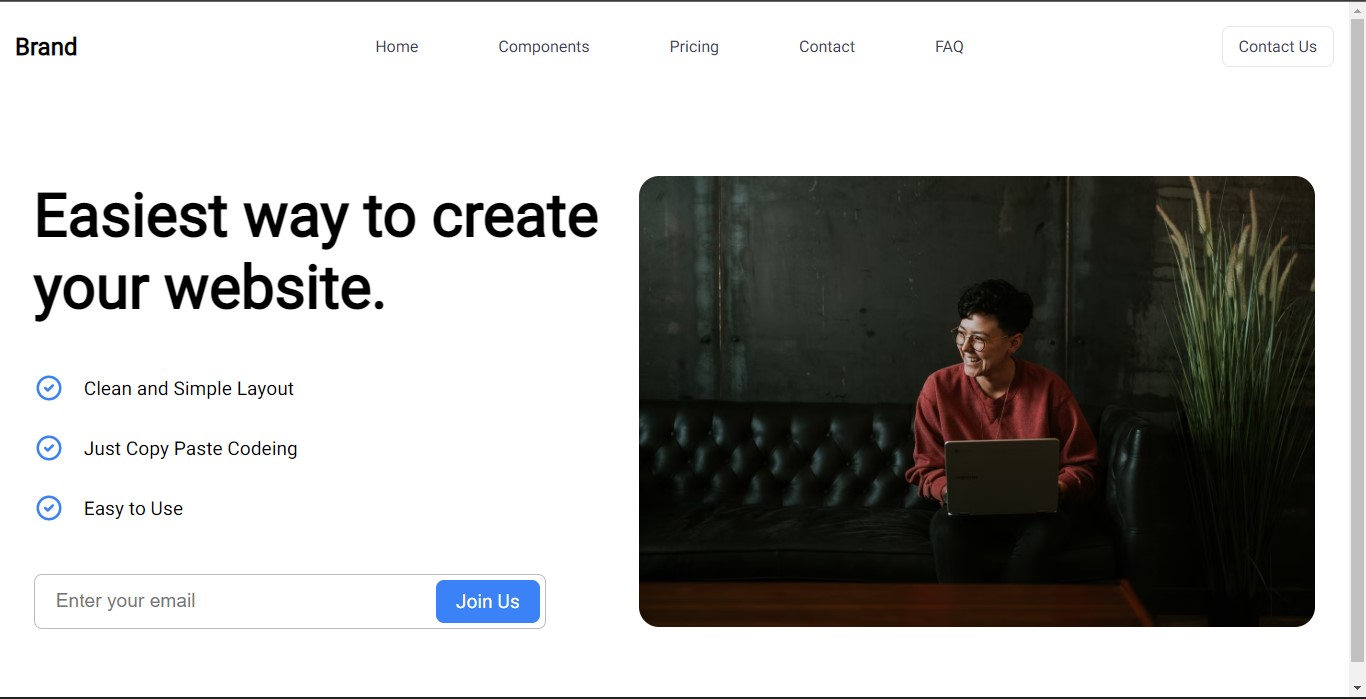 Brand
Home
Components
Pricing
Contact
FAQ
Contact Us
Easiest way to create
your website.
Clean and Simple Layout
Just Copy Paste Codeing
Easy to Use
Enter your email
Join Us